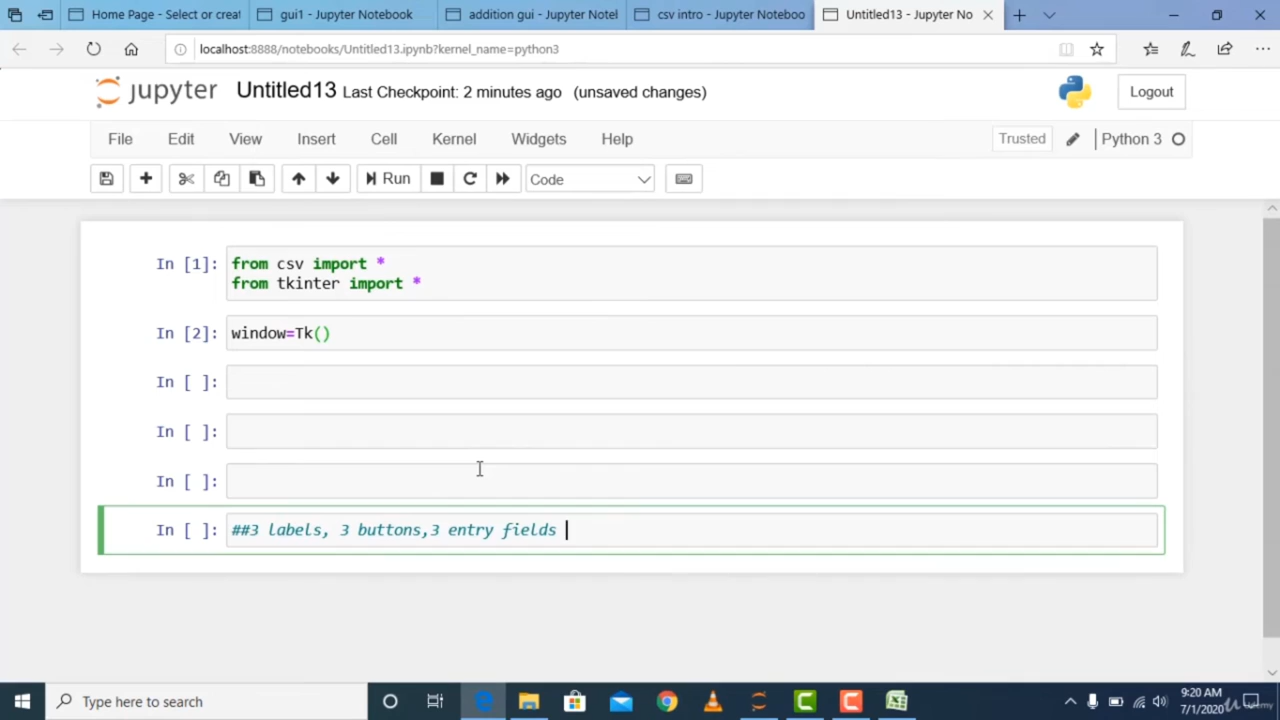 Home Page - Select or creat
gui1 - Jupyter Notebook
addition gui - Jupyter Notel
csv intro - Jupyter Noteboo
Untitled13 - Jupyter No
localhost:8888/notebooks/Untitled13.ipynb?kernel_name=python3
jupyter Untitled13 Last Checkpoint: 2 minutes ago (unsaved changes)
Logout
File Edit View Insert Cell Kernel Widgets Help
Trusted
Python 3
Run
Code
In [1]: from csv import *
from tkinter import *
In [2]: window=Tk()
In [ ]:
In [ ]:
In [ ]:
In [ ]: ##3 labels, 3 buttons,3 entry fields
Type here to search
9:20 AM
7/1/2020
Udemy